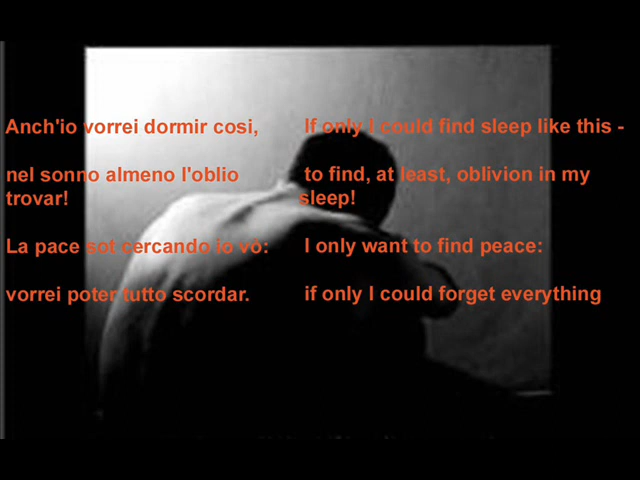 Anch'io vorrei dormir cosi,
nel sonno almeno l'oblio
trovar!
La pace sot cercando io vò:
vorrei poter tutto scordar.
If only I could find sleep like this -
to find, at least, oblivion in my
sleep!
I only want to find peace:
if only I could forget everything